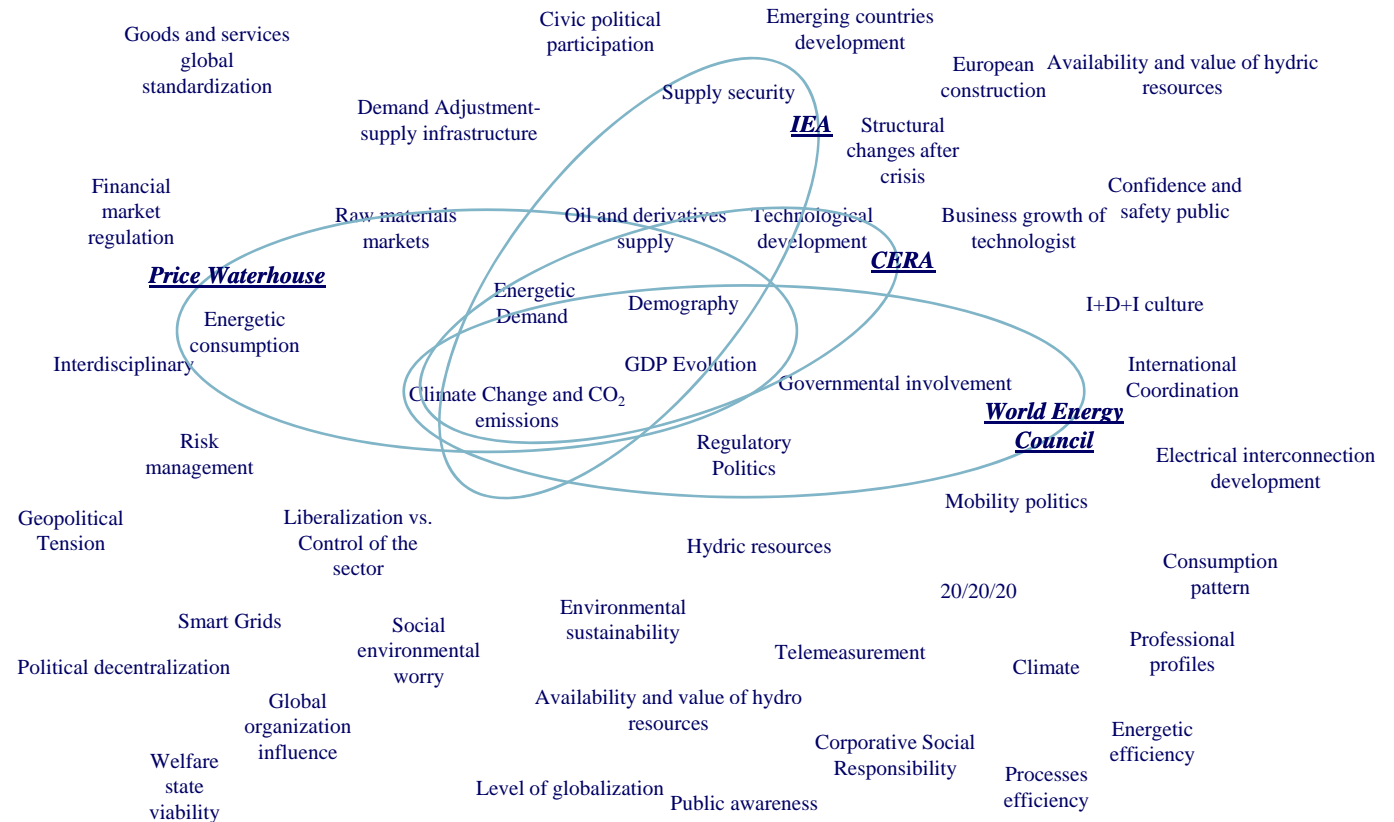 Goods and services
global
standardization
Civic political
participation
Emerging countries
development
European
construction
Availability and value of hydric
resources
Demand Adjustment-
supply infrastructure
Supply security
IEA
Structural
changes after
crisis
Financial
market
regulation
Raw materials
markets
Oil and derivatives
supply
Technological
development
Business growth of
technologist
Confidence and
safety public
Price Waterhouse
CERA
Energetic
Demand
Demography
I+D+I culture
Energetic
consumption
Interdisciplinary
GDP Evolution
Governmental involvement
International
Coordination
Climate Change and CO2
emissions
World Energy
Council
Risk
management
Regulatory
Politics
Electrical interconnection
development
Mobility politics
Geopolitical
Tension
Liberalization vs.
Control of the
sector
Hydric resources
Consumption
pattern
20/20/20
Smart Grids
Social
environmental
worry
Environmental
sustainability
Telemeasurement
Professional
profiles
Political decentralization
Climate
Global
organization
influence
Availability and value of hydro
resources
Corporative Social
Responsibility
Energetic
efficiency
Welfare
state
viability
Level of globalization
Public awareness
Processes
efficiency